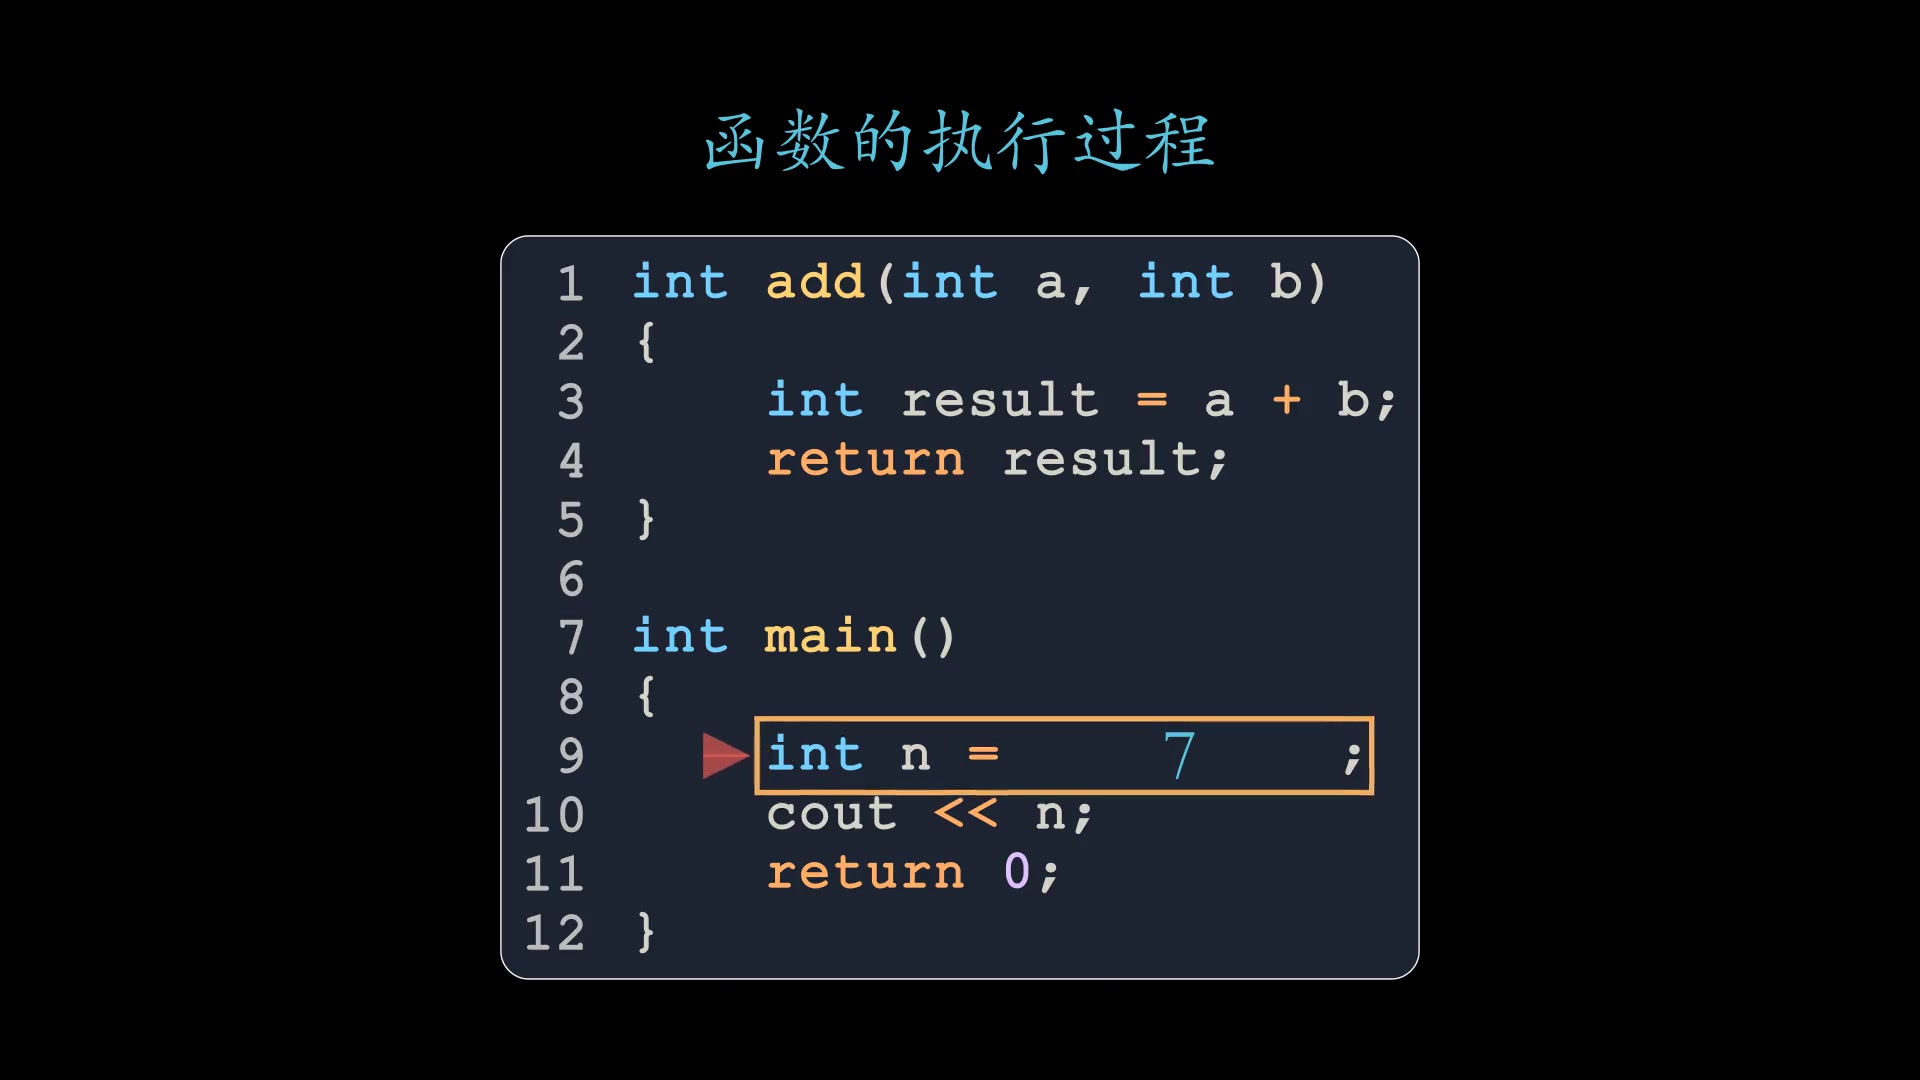 函数的执行过程
1 int add(int a, int b)
2 {
3     int result = a + b;
4     return result;
5 }
6
7 int main()
8 {
9     int n = 7 ;
10     cout << n;
11     return 0;
12 }